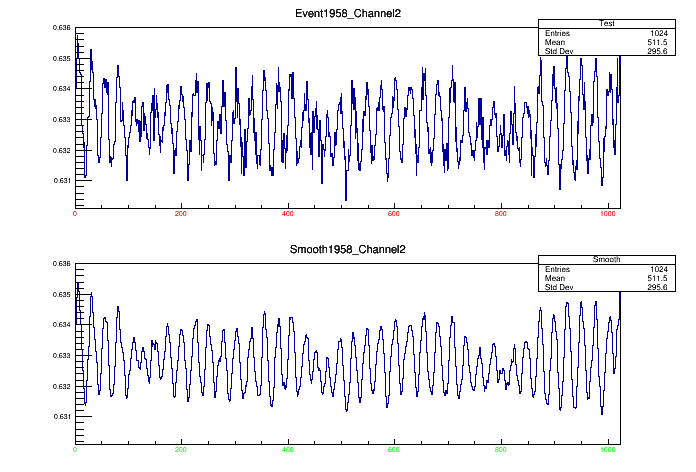 Event1958_Channel2
Test
Entries 1024
Mean 511.5
Std Dev 295.6
0.636
0.635
0.634
0.633
0.632
0.631
0 200 400 600 800 1000
Smooth1958_Channel2
Smooth
Entries 1024
Mean 511.5
Std Dev 295.6
0.636
0.635
0.634
0.633
0.632
0.631
0 200 400 600 800 1000